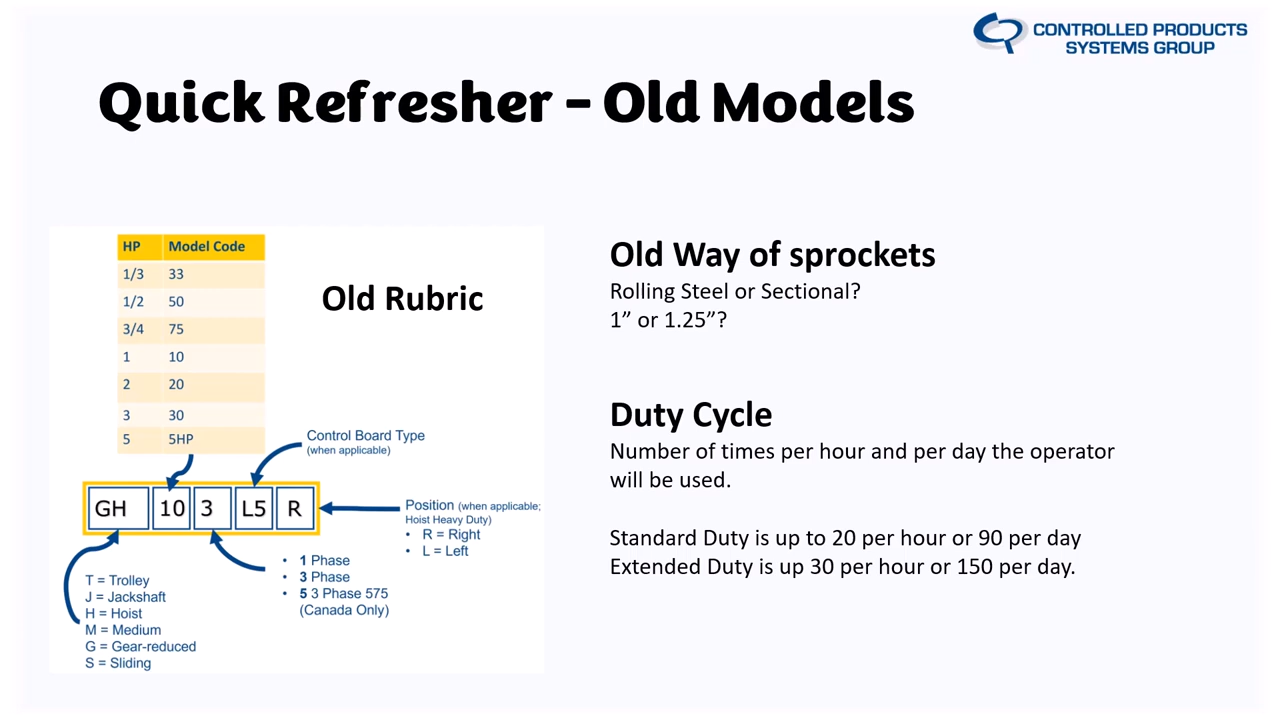 CONTROLLED PRODUCTS
SYSTEMS GROUP
Quick Refresher - Old Models
HP Model Code
1/3 33
1/2 50
3/4 75
1 10
2 20
3 30
5 5HP
Old Rubric
Control Board Type
(when applicable)
GH 10 3 L5 R
Position (when applicable;
Hoist Heavy Duty)
• R = Right
• L = Left
• 1 Phase
• 3 Phase
• 5 3 Phase 575
(Canada Only)
T = Trolley
J = Jackshaft
H = Hoist
M = Medium
G = Gear-reduced
S = Sliding
Old Way of sprockets
Rolling Steel or Sectional?
1” or 1.25”?
Duty Cycle
Number of times per hour and per day the operator
will be used.
Standard Duty is up to 20 per hour or 90 per day
Extended Duty is up 30 per hour or 150 per day.